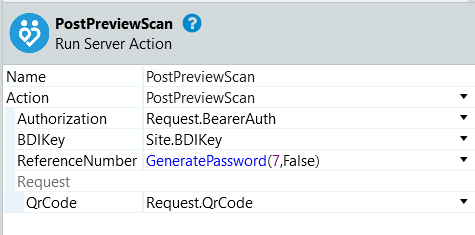 PostPreviewScan ?
Run Server Action
Name PostPreviewScan
Action PostPreviewScan
Authorization Request.BearerAuth
BDIKey Site.BDIKey
ReferenceNumber GeneratePassword(7,False)
Request
QrCode Request.QrCode